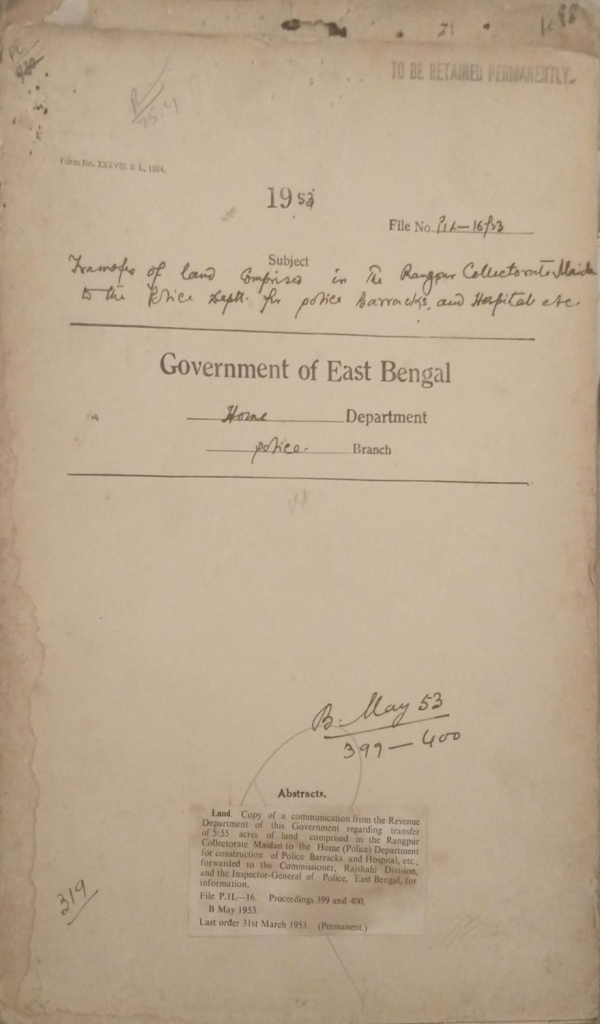 TO BE RETAINED PERMANENTLY.
Form No. XXXVIII S. L, 1884.
1953
File No. P1L-16/53
Subject
Transfer of land comprised in the Rangpur Collectorate Maidan
to the Police Deptt. for police Barracks, and Hospital etc.
Government of East Bengal
Home Department
Police Branch
B. May 53
399 — 400
Abstracts.
Land. Copy of a communication from the Revenue
Department of this Government regarding transfer
of 5.55 acres of land comprised in the Rangpur
Collectorate Maidan to the Home (Police) Department
for construction of Police Barracks and Hospital, etc.,
forwarded to the Commissioner, Rajshahi Division,
and the Inspector-General of Police, East Bengal, for
information.
File P.1L—16. Proceedings 399 and 400.
B May 1953.
Last order 31st March 1953. (Permanent.)
319